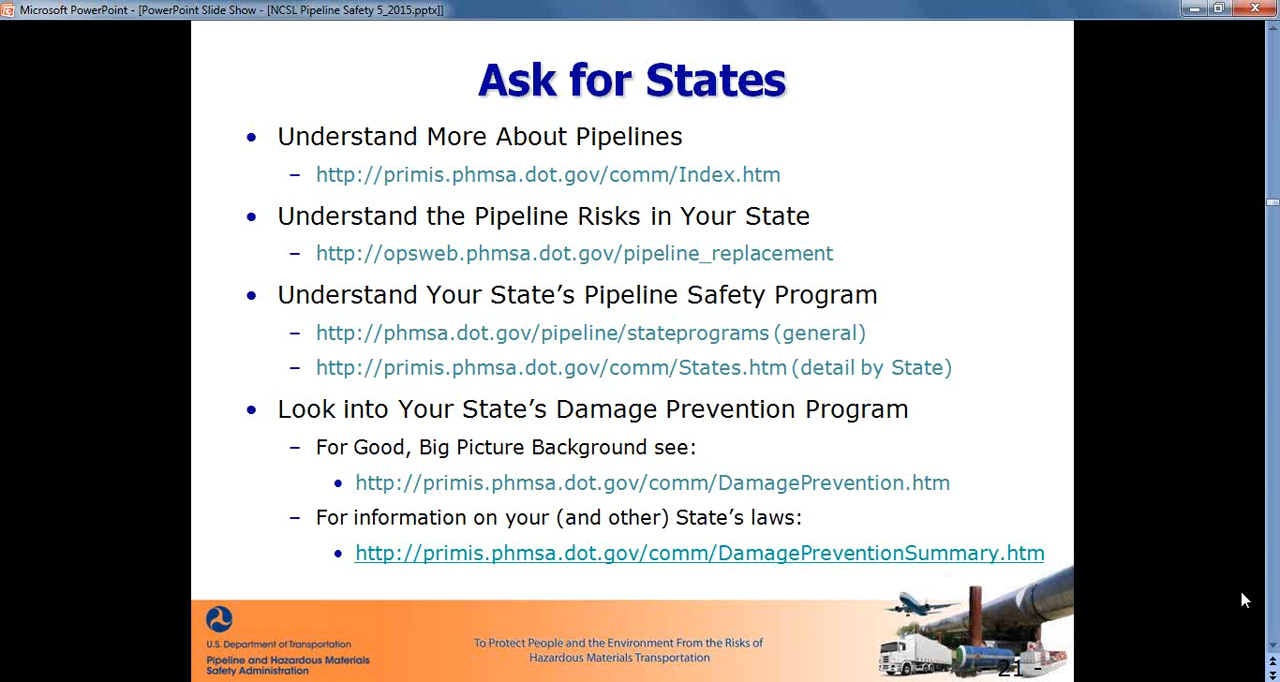 Microsoft PowerPoint - [PowerPoint Slide Show - [NCSL Pipeline Safety 5_2015.pptx]]
Ask for States
• Understand More About Pipelines
– http://primis.phmsa.dot.gov/comm/Index.htm
• Understand the Pipeline Risks in Your State
– http://opsweb.phmsa.dot.gov/pipeline_replacement
• Understand Your State's Pipeline Safety Program
– http://phmsa.dot.gov/pipeline/stateprograms (general)
– http://primis.phmsa.dot.gov/comm/States.htm (detail by State)
• Look into Your State's Damage Prevention Program
– For Good, Big Picture Background see:
• http://primis.phmsa.dot.gov/comm/DamagePrevention.htm
– For information on your (and other) State's laws:
• http://primis.phmsa.dot.gov/comm/DamagePreventionSummary.htm
U.S. Department of Transportation
Pipeline and Hazardous Materials
Safety Administration
To Protect People and the Environment From the Risks of
Hazardous Materials Transportation
- 21 -